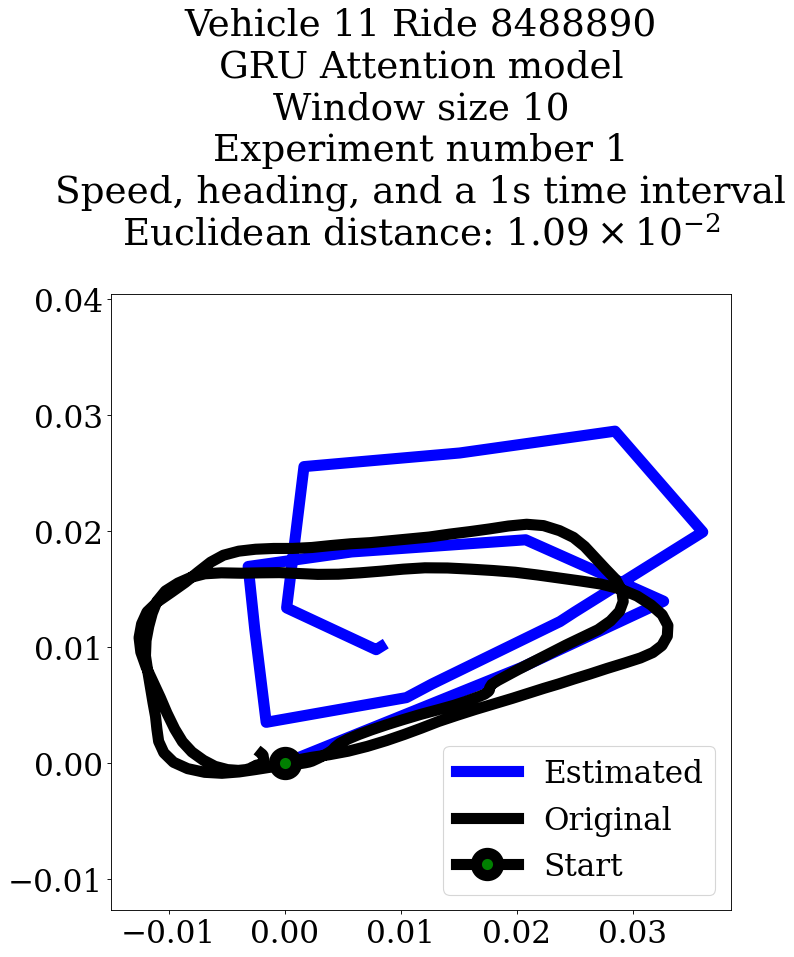 Vehicle 11 Ride 8488890
GRU Attention model
Window size 10
Experiment number 1
Speed, heading, and a 1s time interval
Euclidean distance: 1.09 × 10⁻²
0.04
0.03
0.02
0.01
0.00
−0.01
−0.01 0.00 0.01 0.02 0.03
Estimated
Original
Start